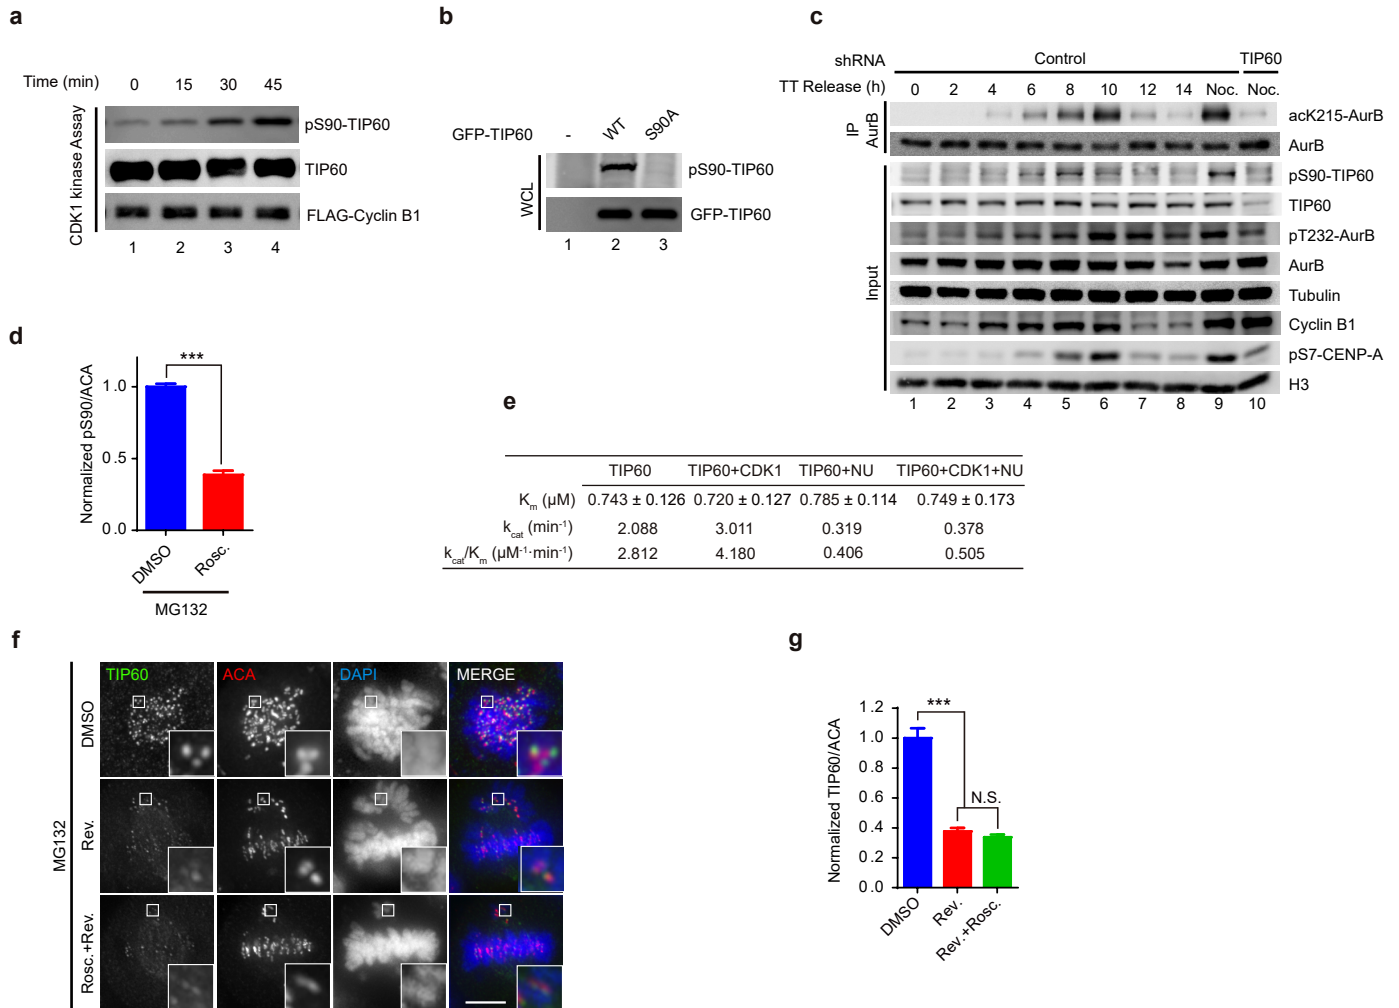 a
Time (min) 0 15 30 45
CDK1 kinase Assay
pS90-TIP60
TIP60
FLAG-Cyclin B1
1 2 3 4
b
GFP-TIP60 - WT S90A
WCL
pS90-TIP60
GFP-TIP60
1 2 3
c
shRNA Control TIP60
TT Release (h) 0 2 4 6 8 10 12 14 Noc. Noc.
IP AurB
acK215-AurB
AurB
Input
pS90-TIP60
TIP60
pT232-AurB
AurB
Tubulin
Cyclin B1
pS7-CENP-A
H3
1 2 3 4 5 6 7 8 9 10
d
Normalized pS90/ACA
***
1.0
0.5
0.0
DMSO Rosc.
MG132
e
TIP60 TIP60+CDK1 TIP60+NU TIP60+CDK1+NU
Km (μM) 0.743 ± 0.126 0.720 ± 0.127 0.785 ± 0.114 0.749 ± 0.173
kcat (min-1) 2.088 3.011 0.319 0.378
kcat/Km (μM-1·min-1) 2.812 4.180 0.406 0.505
f
TIP60 ACA DAPI MERGE
MG132
DMSO
Rev.
Rosc.+Rev.
g
Normalized TIP60/ACA
***
N.S.
1.2
1.0
0.8
0.6
0.4
0.2
0.0
DMSO Rev. Rev.+Rosc.